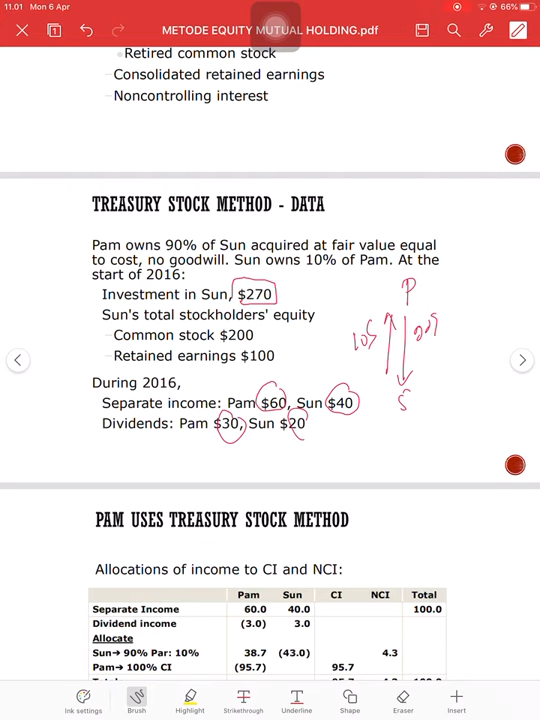 11.01 Mon 6 Apr
66%
METODE EQUITY MUTUAL HOLDING.pdf
Retired common stock
Consolidated retained earnings
Noncontrolling interest
TREASURY STOCK METHOD - DATA
Pam owns 90% of Sun acquired at fair value equal
to cost, no goodwill. Sun owns 10% of Pam. At the
start of 2016:
Investment in Sun, $270
Sun's total stockholders' equity
Common stock $200
Retained earnings $100
During 2016,
Separate income: Pam $60, Sun $40
Dividends: Pam $30, Sun $20
P
S
PAM USES TREASURY STOCK METHOD
Allocations of income to CI and NCI:
Pam Sun CI NCI Total
Separate Income 60.0 40.0 100.0
Dividend income (3.0) 3.0
Allocate
Sun→ 90% Par: 10% 38.7 (43.0) 4.3
Pam→ 100% CI (95.7) 95.7
Ink settings Brush Highlight Strikethrough Underline Shape Eraser Insert